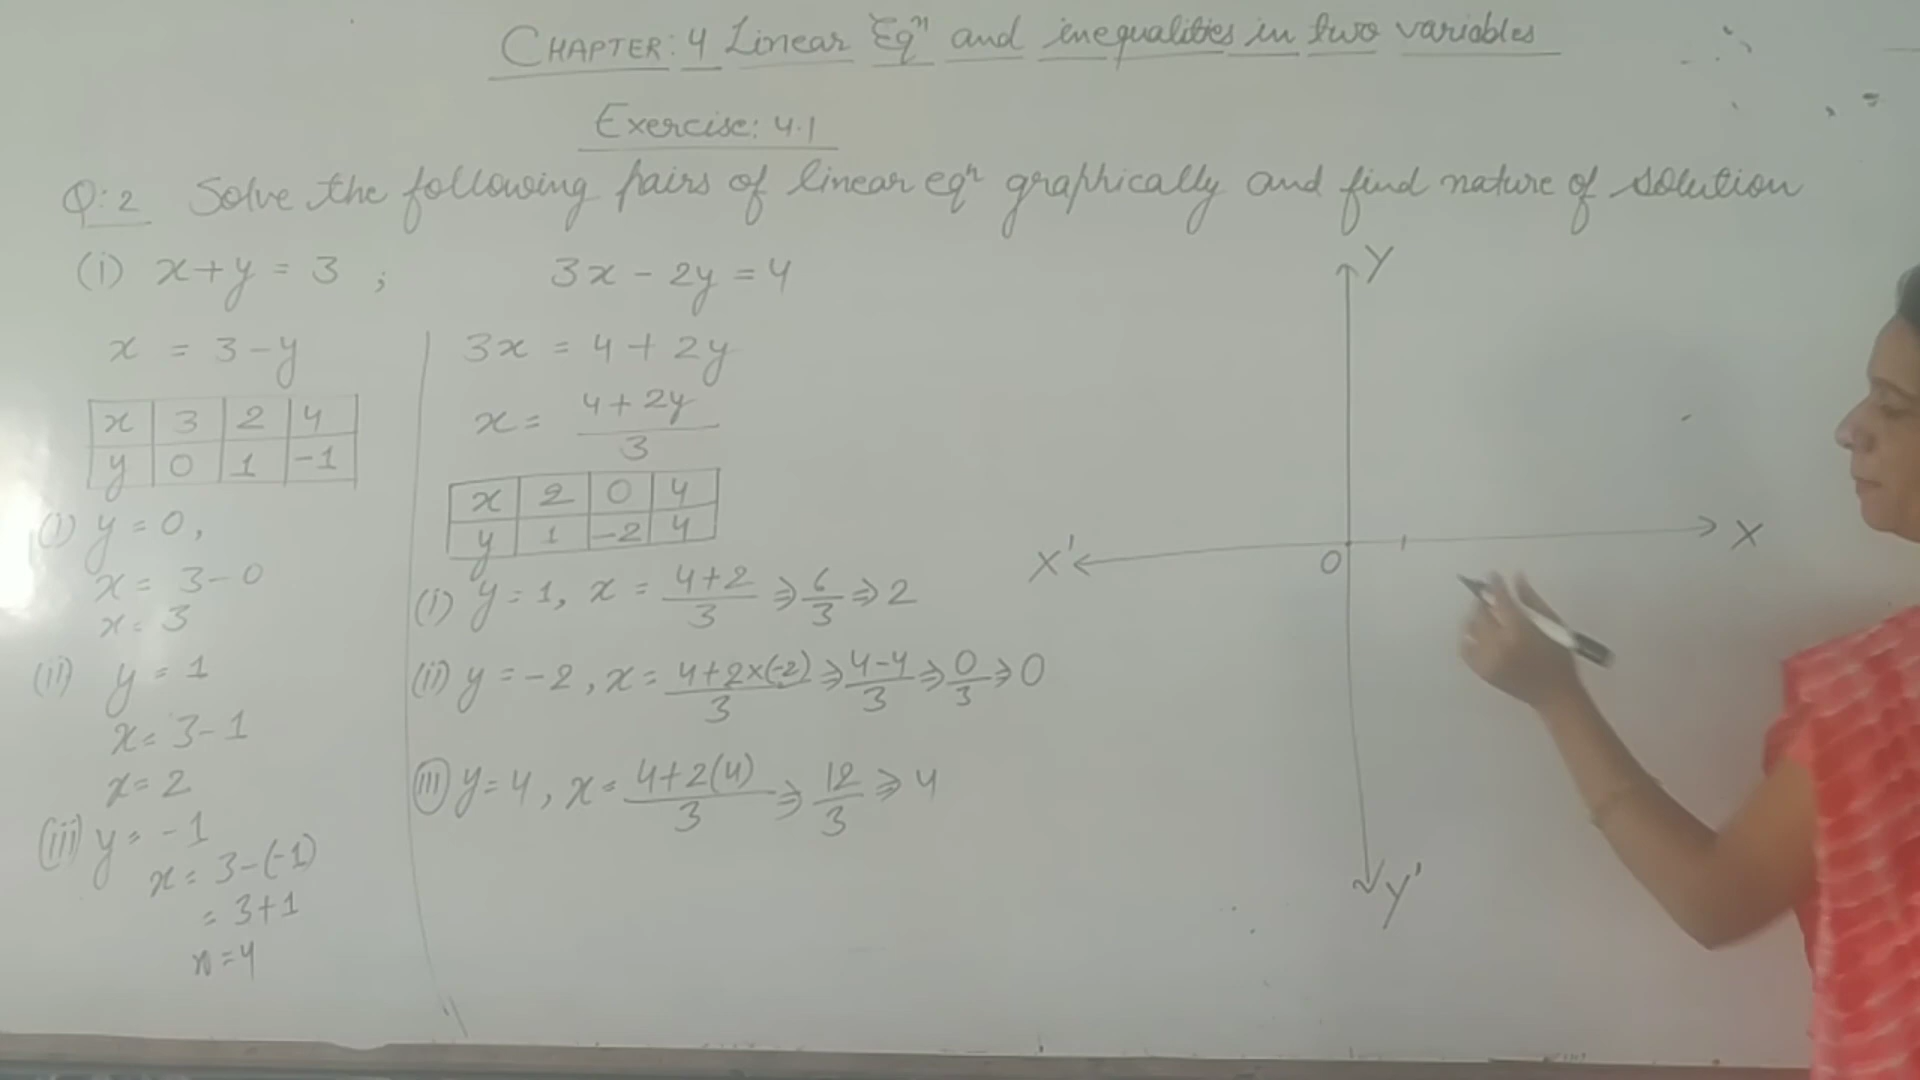 CHAPTER: 4 Linear Eqⁿ and inequalities in two variables
Exercise: 4.1
Q:2 Solve the following pairs of linear eqⁿ graphically and find nature of solution
(i) x+y = 3 ; 3x - 2y = 4
x = 3-y
x 3 2 4
y 0 1 -1
(i) y = 0,
x = 3-0
x = 3
(ii) y = 1
x = 3-1
x = 2
(iii) y = -1
x = 3-(-1)
= 3+1
x = 4
3x = 4 + 2y
x = (4+2y)/3
x 2 0 4
y 1 -2 4
(i) y = 1, x = (4+2)/3 ⇒ 6/3 ⇒ 2
(ii) y = -2, x = (4+2×(-2))/3 ⇒ (4-4)/3 ⇒ 0/3 ⇒ 0
(iii) y = 4, x = (4+2(4))/3 ⇒ 12/3 ⇒ 4
Y
X' O X
Y'